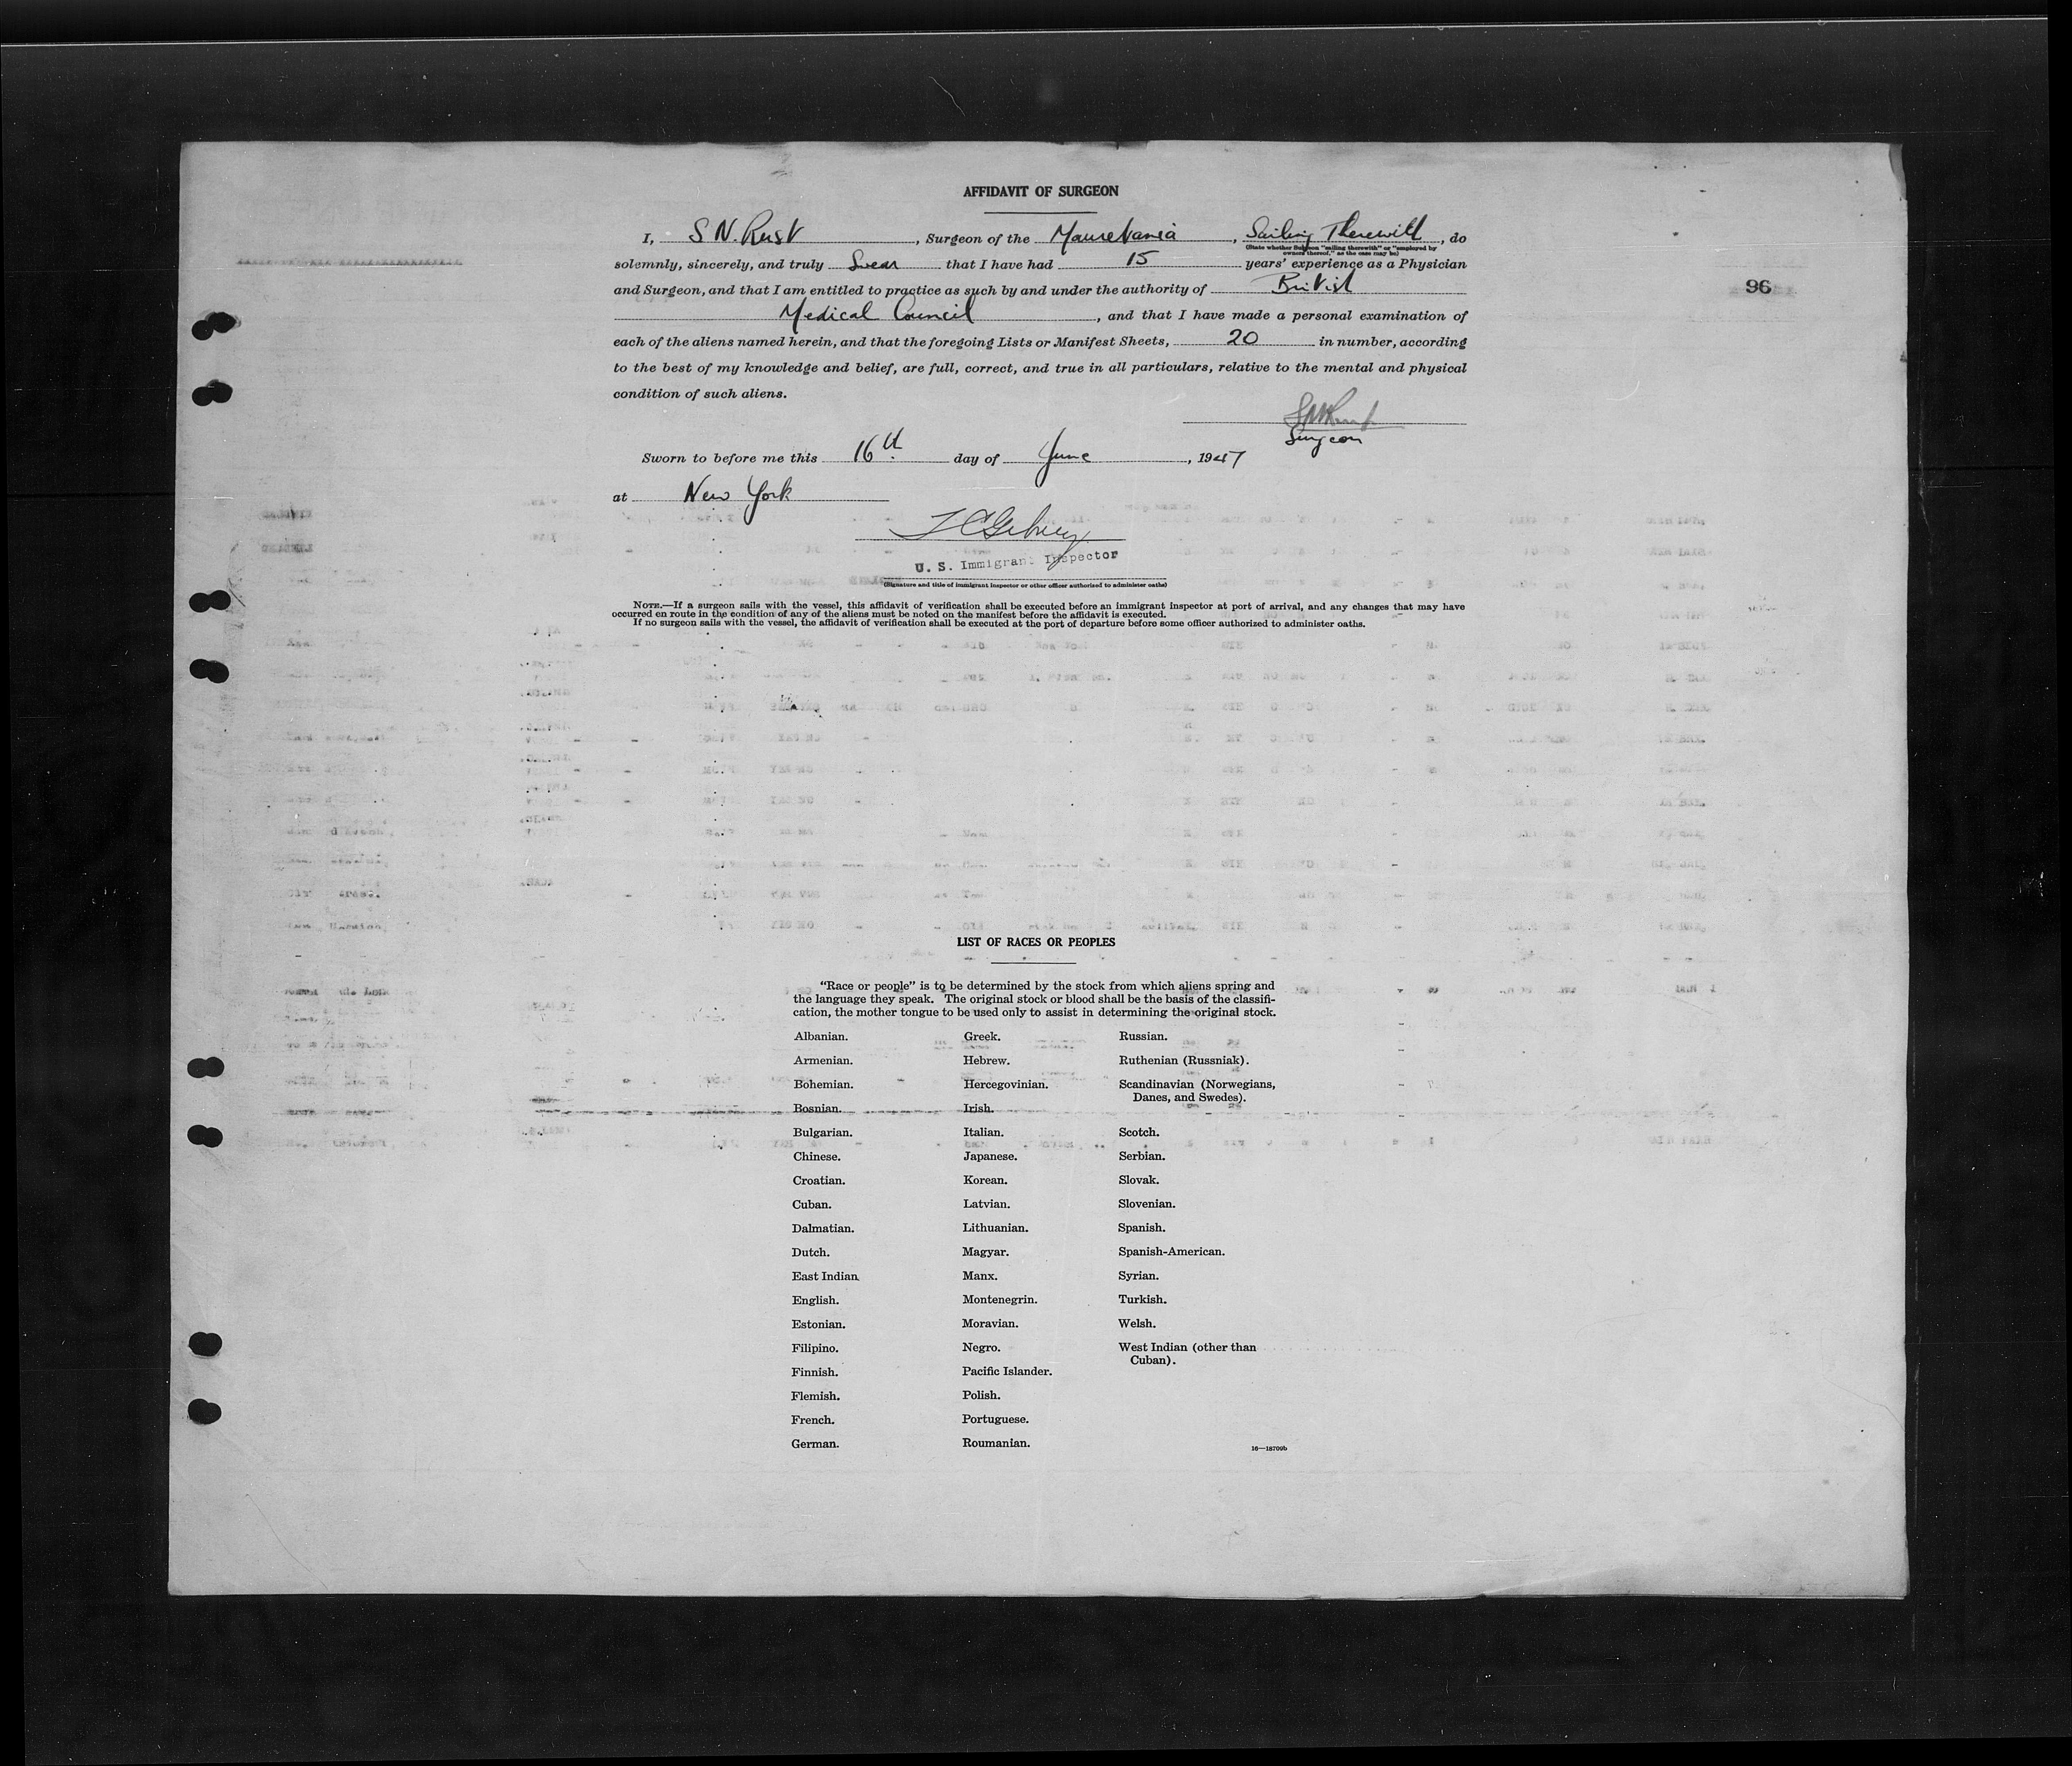 AFFIDAVIT OF SURGEON
96
I, S N. Rust, Surgeon of the Mauretania, Sailing Therewith, do
(State whether Surgeon "sailing therewith" or "employed by
owners thereof," as the case may be)
solemnly, sincerely, and truly Swear that I have had 15 years' experience as a Physician
and Surgeon, and that I am entitled to practice as such by and under the authority of British
Medical Council, and that I have made a personal examination of
each of the aliens named herein, and that the foregoing Lists or Manifest Sheets, 20 in number, according
to the best of my knowledge and belief, are full, correct, and true in all particulars, relative to the mental and physical
condition of such aliens.
Surgeon
Sworn to before me this 16th day of June, 1947
at New York
U. S. Immigrant Inspector
(Signature and title of immigrant inspector or other officer authorized to administer oaths)
NOTE.—If a surgeon sails with the vessel, this affidavit of verification shall be executed before an immigrant inspector at port of arrival, and any changes that may have
occurred en route in the condition of any of the aliens must be noted on the manifest before the affidavit is executed.
If no surgeon sails with the vessel, the affidavit of verification shall be executed at the port of departure before some officer authorized to administer oaths.
LIST OF RACES OR PEOPLES
"Race or people" is to be determined by the stock from which aliens spring and
the language they speak. The original stock or blood shall be the basis of the classifi-
cation, the mother tongue to be used only to assist in determining the original stock.
Albanian.
Armenian.
Bohemian.
Bosnian.
Bulgarian.
Chinese.
Croatian.
Cuban.
Dalmatian.
Dutch.
East Indian
English.
Estonian.
Filipino.
Finnish.
Flemish.
French.
German.
Greek.
Hebrew.
Hercegovinian.
Irish.
Italian.
Japanese.
Korean.
Latvian.
Lithuanian.
Magyar.
Manx.
Montenegrin.
Moravian.
Negro.
Pacific Islander.
Polish.
Portuguese.
Roumanian.
Russian.
Ruthenian (Russniak).
Scandinavian (Norwegians,
Danes, and Swedes).
Scotch.
Serbian.
Slovak.
Slovenian.
Spanish.
Spanish-American.
Syrian.
Turkish.
Welsh.
West Indian (other than
Cuban).
16—18709b